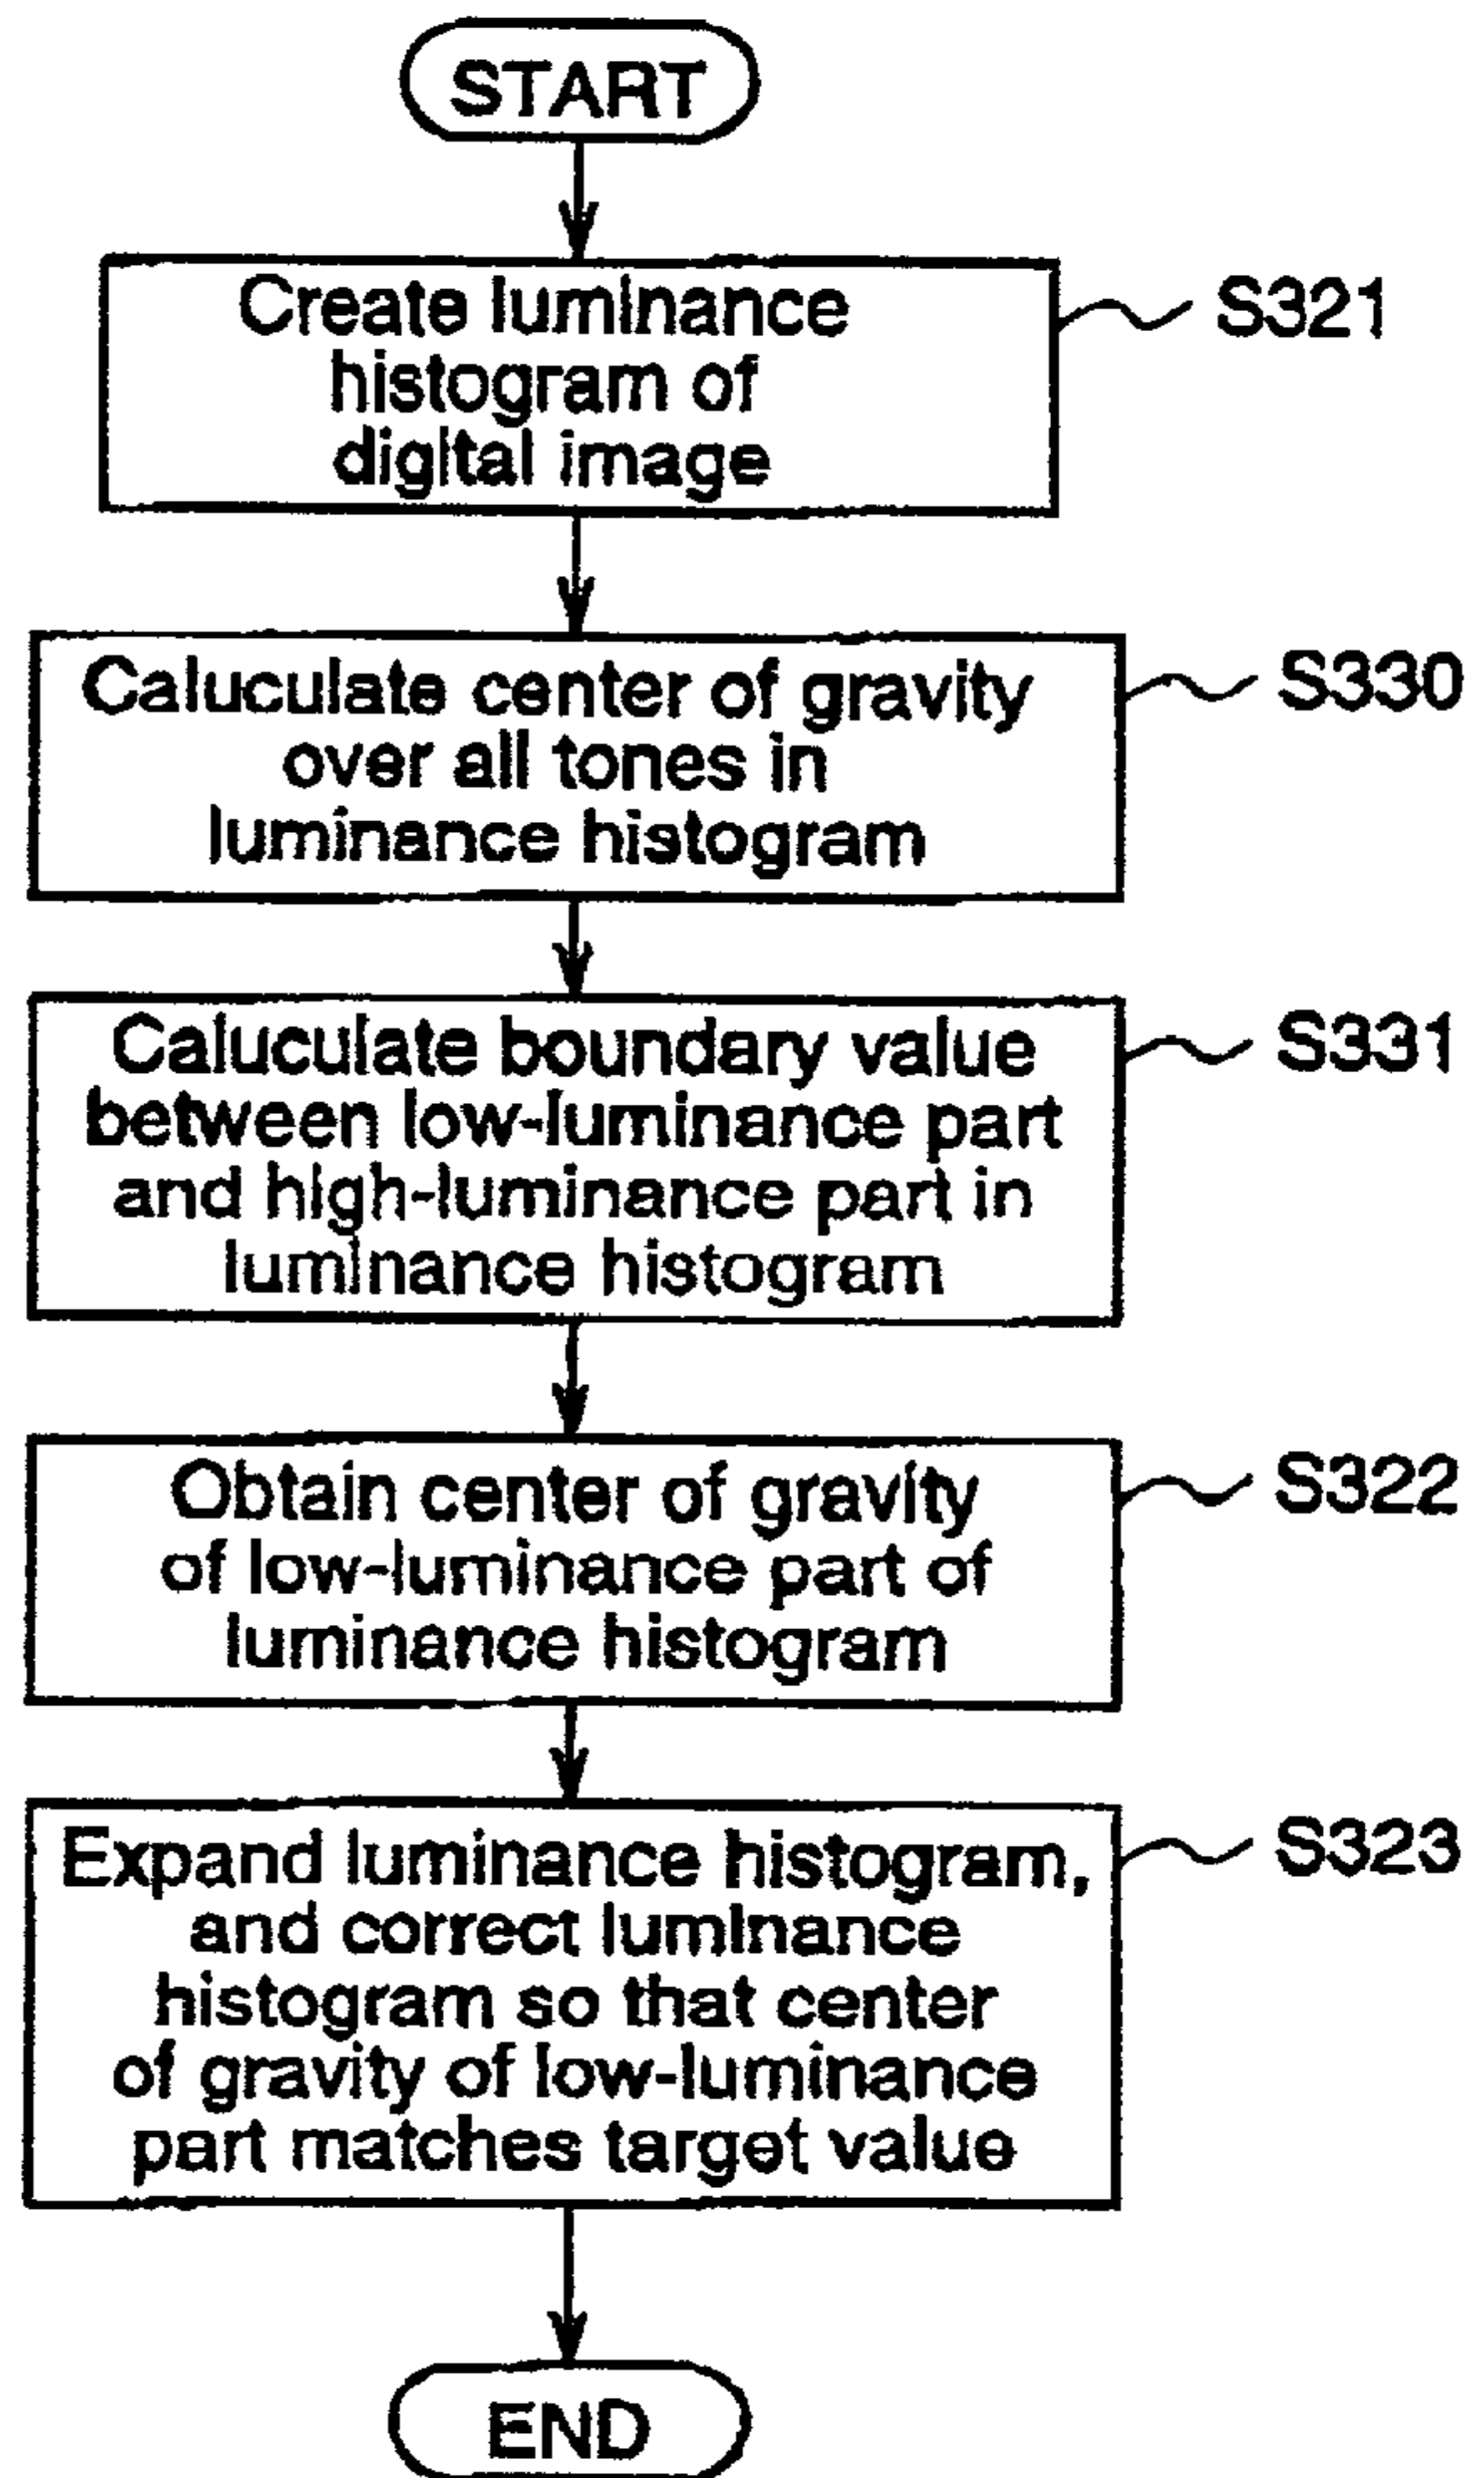 START
Create luminance
histogram of
digital image
S321
Caluculate center of gravity
over all tones in
luminance histogram
S330
Caluculate boundary value
between low-luminance part
and high-luminance part in
luminance histogram
S331
Obtain center of gravity
of low-luminance part of
luminance histogram
S322
Expand luminance histogram,
and correct luminance
histogram so that center
of gravity of low-luminance
part matches target value
S323
END